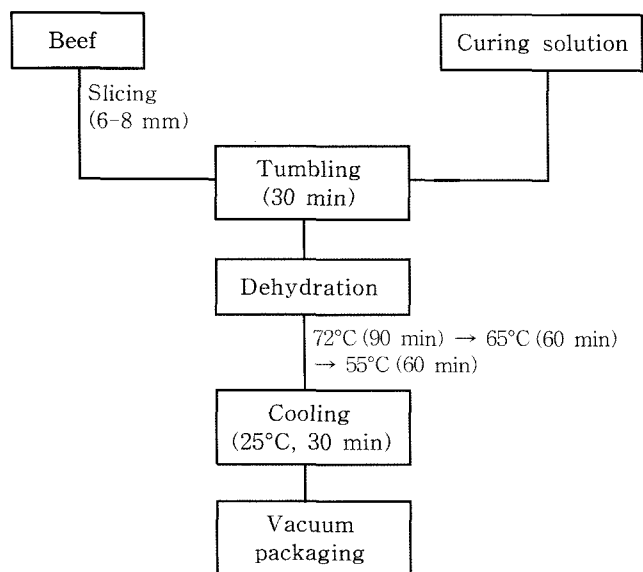 Beef
Curing solution
Slicing
(6-8 mm)
Tumbling
(30 min)
Dehydration
72°C (90 min) → 65°C (60 min)
→ 55°C (60 min)
Cooling
(25°C, 30 min)
Vacuum
packaging